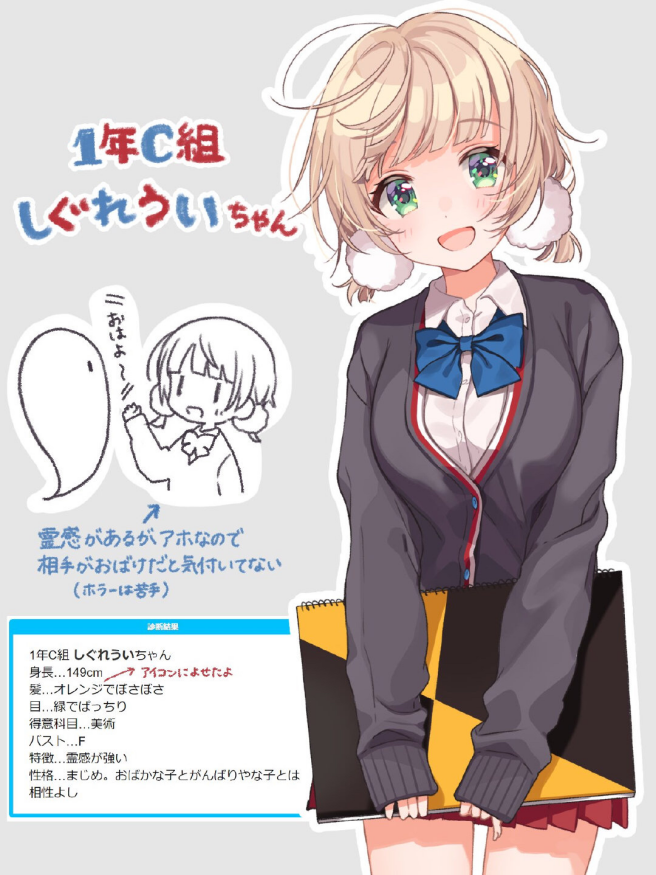 1年C組
しぐれういちゃん
おはよ～
霊感があるがアホなので
相手がおばけだと気付いてない
(ホラーは苦手)
診断結果
1年C組 しぐれういちゃん
身長…149cm → アイコンによせたよ
髪…オレンジでぼさぼさ
目…緑でぱっちり
得意科目…美術
バスト…F
特徴…霊感が強い
性格…まじめ。おばかな子とがんばりやな子とは
相性よし